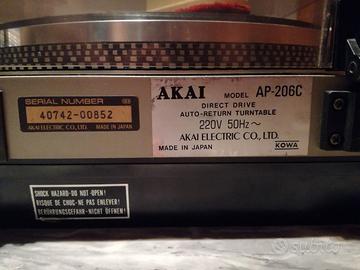 SERIAL NUMBER
40742-00852
AKAI ELECTRIC CO., LTD.
MADE IN JAPAN
AKAI MODEL AP-206C
DIRECT DRIVE
AUTO-RETURN TURNTABLE
220V 50Hz ~
AKAI ELECTRIC CO., LTD.
MADE IN JAPAN
KOWA
SHOCK HAZARD-DO NOT-OPEN!
RISQUE DE CHOC-NE PAS ENLEVER!
BERÜHRUNGSGEFAHR-NICHT ÖFFNEN!
subito.it